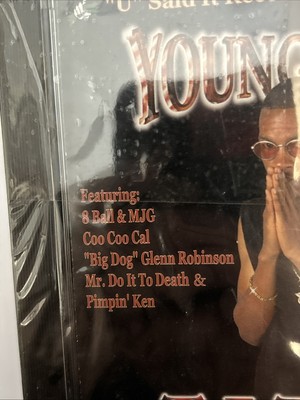 "U" Said It Rec
YOUNG
Featuring:
8 Ball & MJG
Coo Coo Cal
"Big Dog" Glenn Robinson
Mr. Do It To Death &
Pimpin' Ken